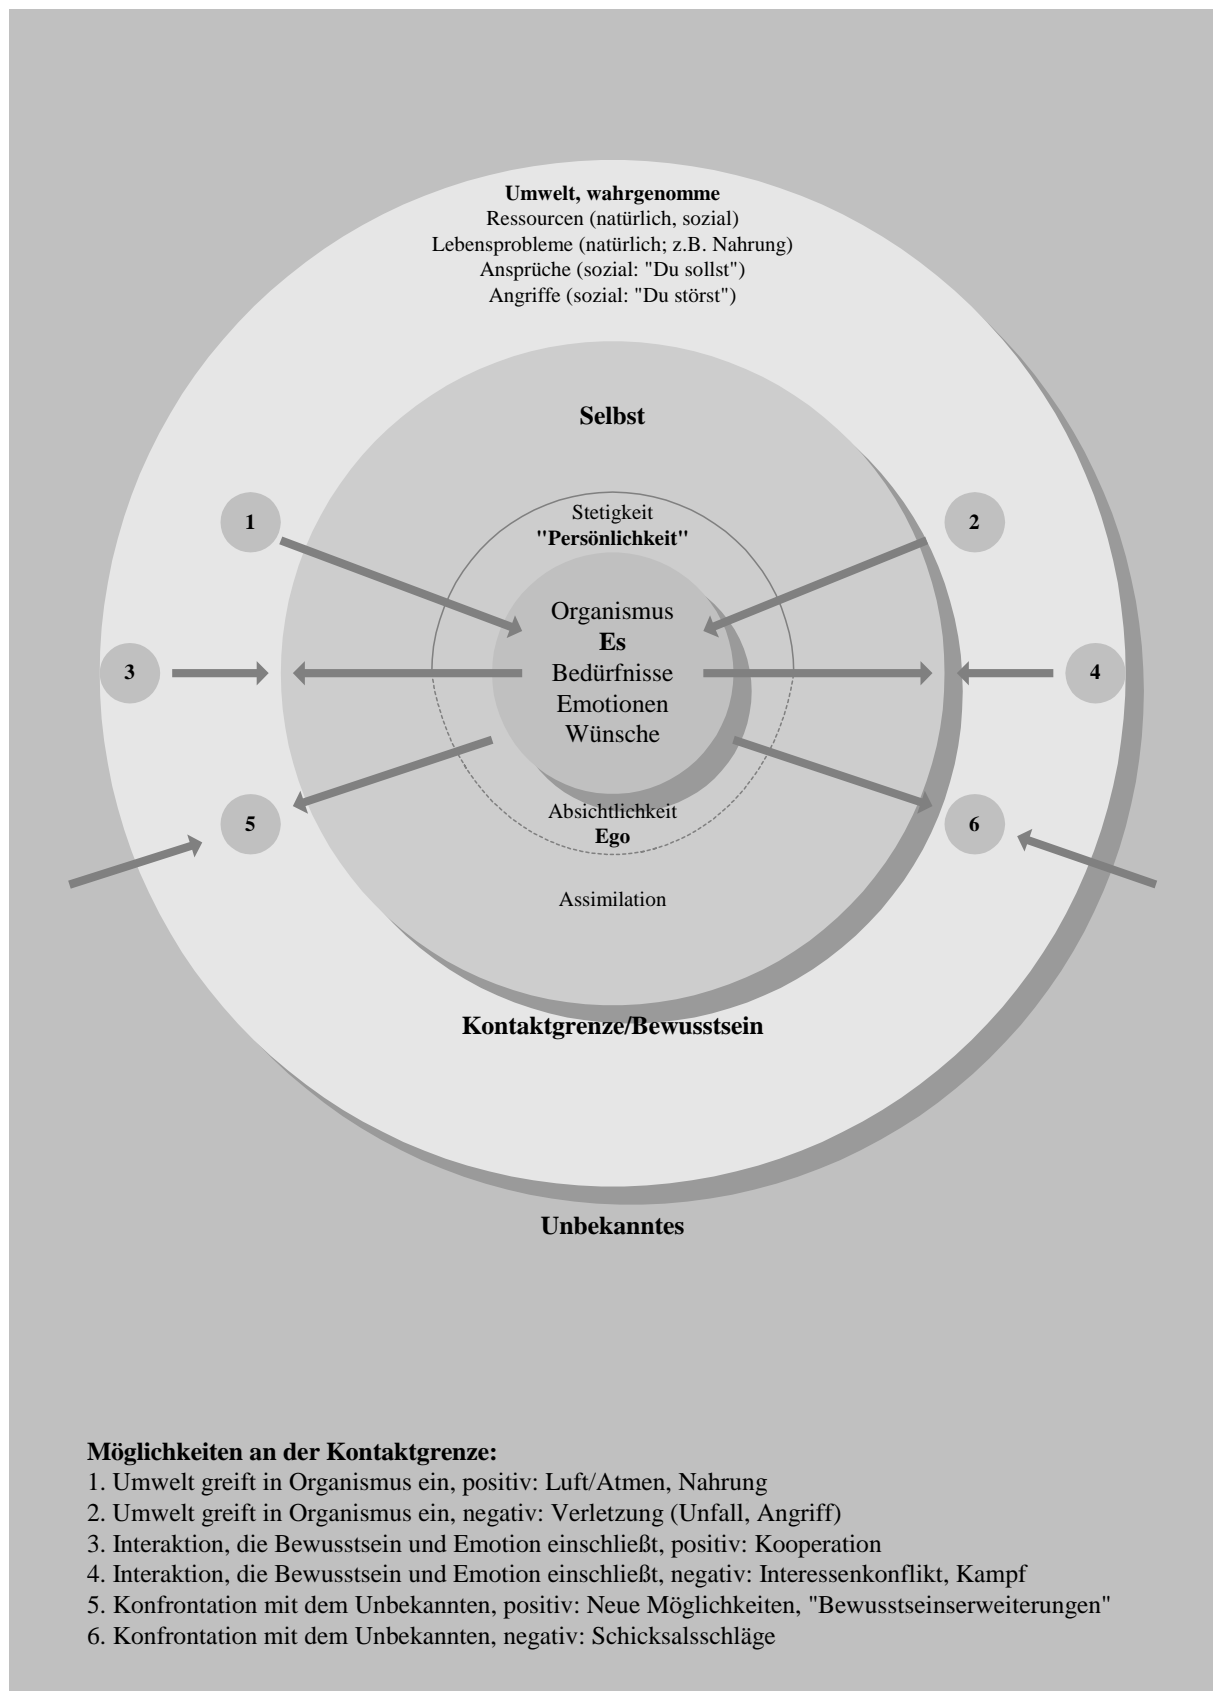 Umwelt, wahrgenomme
Ressourcen (natürlich, sozial)
Lebensprobleme (natürlich; z.B. Nahrung)
Ansprüche (sozial: "Du sollst")
Angriffe (sozial: "Du störst")
Selbst
Stetigkeit
"Persönlichkeit"
1
2
Organismus
Es
Bedürfnisse
Emotionen
Wünsche
3
4
Absichtlichkeit
Ego
5
6
Assimilation
Kontaktgrenze/Bewusstsein
Unbekanntes
Möglichkeiten an der Kontaktgrenze:
1. Umwelt greift in Organismus ein, positiv: Luft/Atmen, Nahrung
2. Umwelt greift in Organismus ein, negativ: Verletzung (Unfall, Angriff)
3. Interaktion, die Bewusstsein und Emotion einschließt, positiv: Kooperation
4. Interaktion, die Bewusstsein und Emotion einschließt, negativ: Interessenkonflikt, Kampf
5. Konfrontation mit dem Unbekannten, positiv: Neue Möglichkeiten, "Bewusstseinserweiterungen"
6. Konfrontation mit dem Unbekannten, negativ: Schicksalsschläge